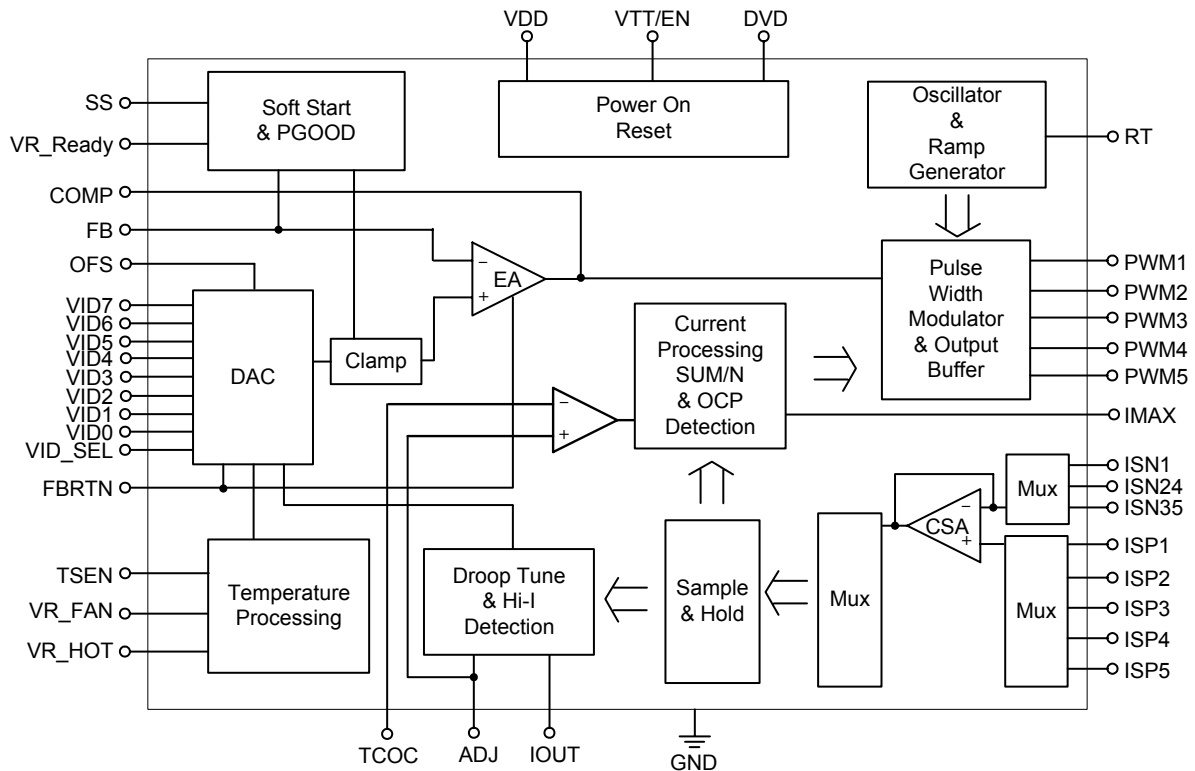 VDD
VTT/EN
DVD
SS
VR_Ready
COMP
FB
OFS
VID7
VID6
VID5
VID4
VID3
VID2
VID1
VID0
VID_SEL
FBRTN
TSEN
VR_FAN
VR_HOT
Soft Start
& PGOOD
Power On
Reset
Oscillator
&
Ramp
Generator
RT
−
EA
+
Pulse
Width
Modulator
& Output
Buffer
PWM1
PWM2
PWM3
PWM4
PWM5
DAC
Clamp
−
+
Current
Processing
SUM/N
& OCP
Detection
IMAX
Temperature
Processing
Droop Tune
& Hi-I
Detection
Sample
& Hold
Mux
−
CSA
+
Mux
Mux
ISN1
ISN24
ISN35
ISP1
ISP2
ISP3
ISP4
ISP5
TCOC
ADJ
IOUT
GND